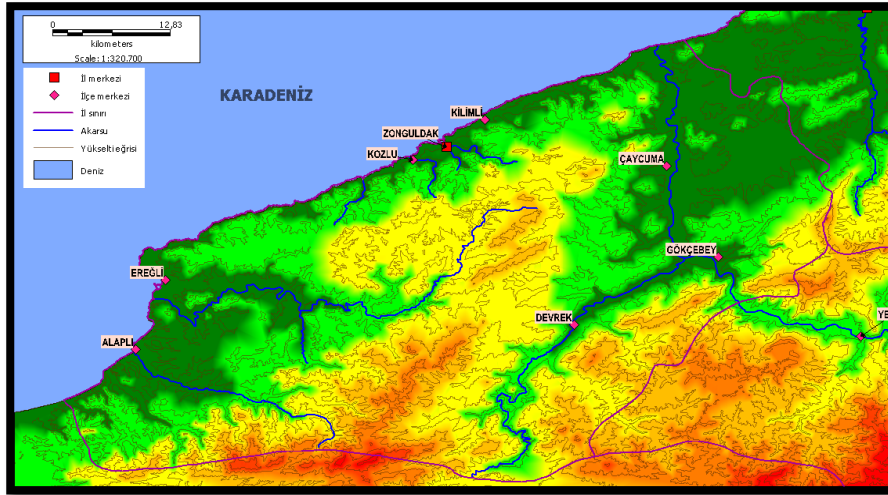 0 12,83
kilometers
Scale: 1:320.700
İl merkezi
İlçe merkezi
İl sınırı
Akarsu
Yükselti eğrisi
Deniz
KARADENİZ
KİLİMLİ
ZONGULDAK
KOZLU
ÇAYCUMA
GÖKÇEBEY
EREĞLİ
DEVREK
YE
ALAPLI